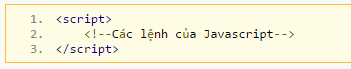 1. <script>
2. <!--Các lệnh của Javascript-->
3. </script>